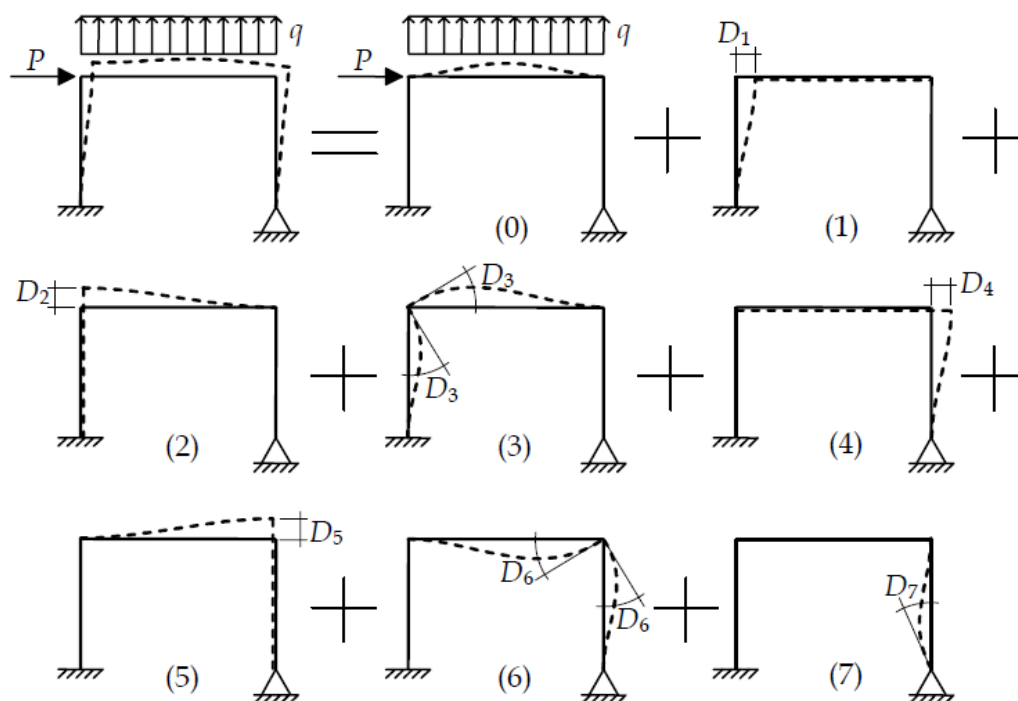 q
P
q
P
D₁
(0)
(1)
D₂
D₃
D₃
D₄
(2)
(3)
(4)
D₅
D₆
D₆
D₇
(5)
(6)
(7)